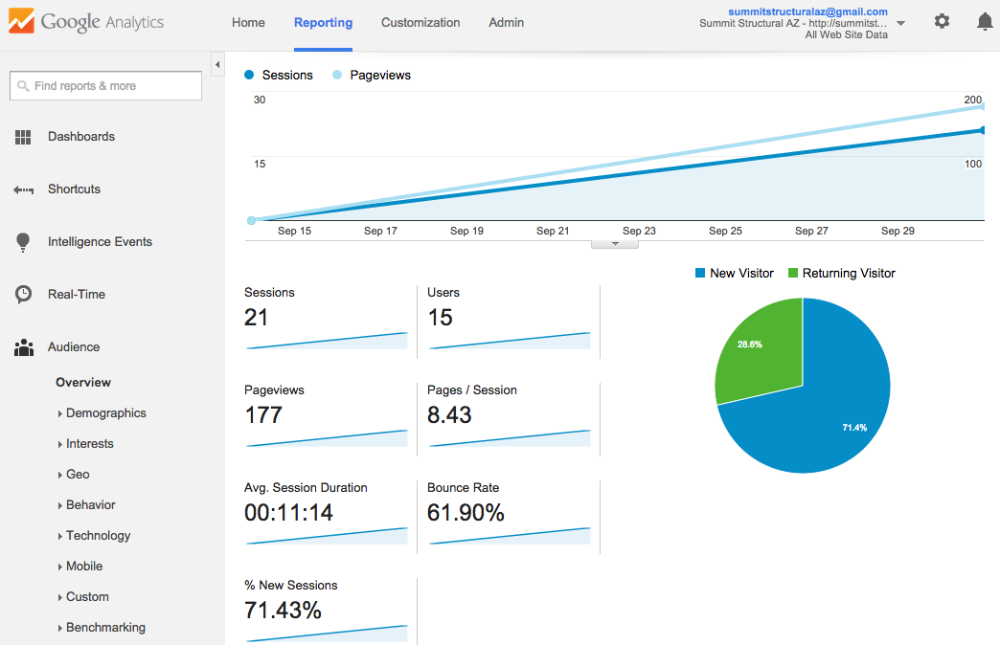 Google Analytics
Home Reporting Customization Admin
summitstructuralaz@gmail.com
Summit Structural AZ - http://summitst...
All Web Site Data
Find reports & more
Dashboards
Shortcuts
Intelligence Events
Real-Time
Audience
Overview
Demographics
Interests
Geo
Behavior
Technology
Mobile
Custom
Benchmarking
Sessions Pageviews
30 200
15 100
Sep 15 Sep 17 Sep 19 Sep 21 Sep 23 Sep 25 Sep 27 Sep 29
Sessions
21
Users
15
Pageviews
177
Pages / Session
8.43
Avg. Session Duration
00:11:14
Bounce Rate
61.90%
% New Sessions
71.43%
New Visitor Returning Visitor
28.6%
71.4%